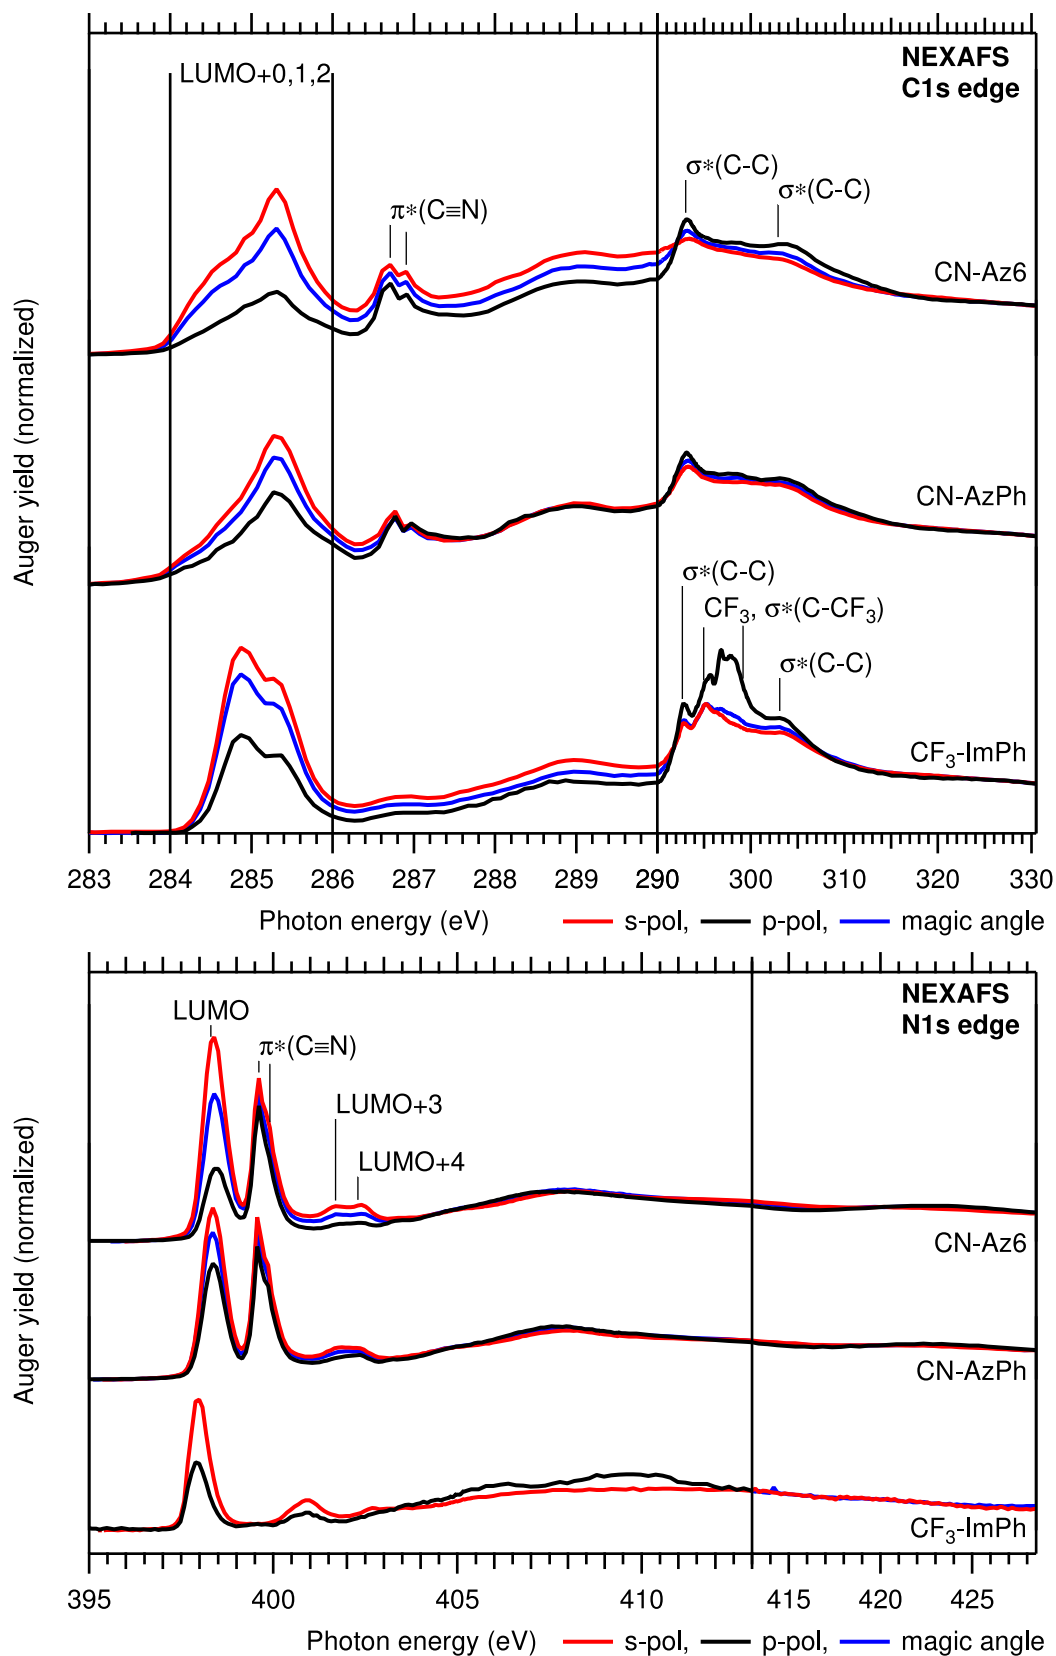 NEXAFS
C1s edge
LUMO+0,1,2
σ*(C-C)
σ*(C-C)
π*(C≡N)
CN-Az6
CN-AzPh
σ*(C-C)
CF₃, σ*(C-CF₃)
σ*(C-C)
CF₃-ImPh
Auger yield (normalized)
283 284 285 286 287 288 289 290 300 310 320 330
Photon energy (eV) s-pol, p-pol, magic angle
NEXAFS
N1s edge
LUMO
π*(C≡N)
LUMO+3
LUMO+4
CN-Az6
CN-AzPh
CF₃-ImPh
Auger yield (normalized)
395 400 405 410 415 420 425
Photon energy (eV) s-pol, p-pol, magic angle